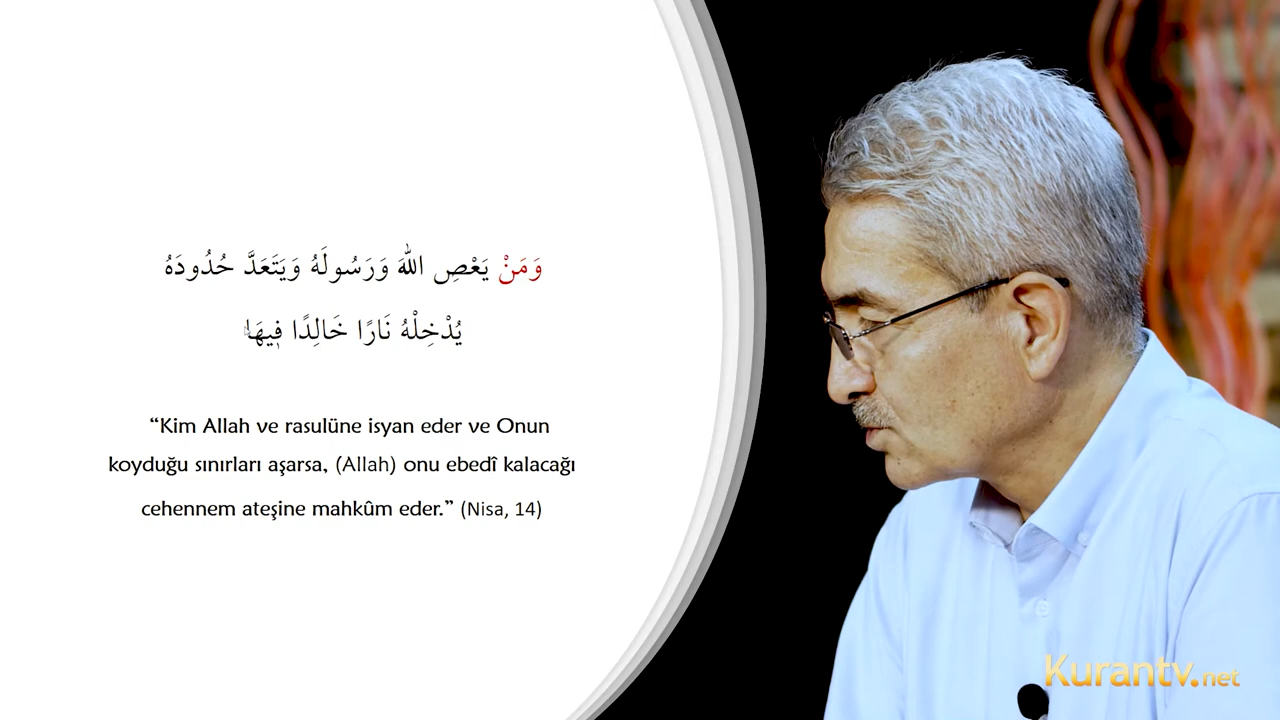 وَمَنْ يَعْصِ اللّٰهَ وَرَسُولَهُ وَيَتَعَدَّ حُدُودَهُ
يُدْخِلْهُ نَارًا خَالِدًا فِيهَا
“Kim Allah ve rasulüne isyan eder ve Onun
koyduğu sınırları aşarsa, (Allah) onu ebedî kalacağı
cehennem ateşine mahkûm eder.” (Nisa, 14)
Kurantv.net